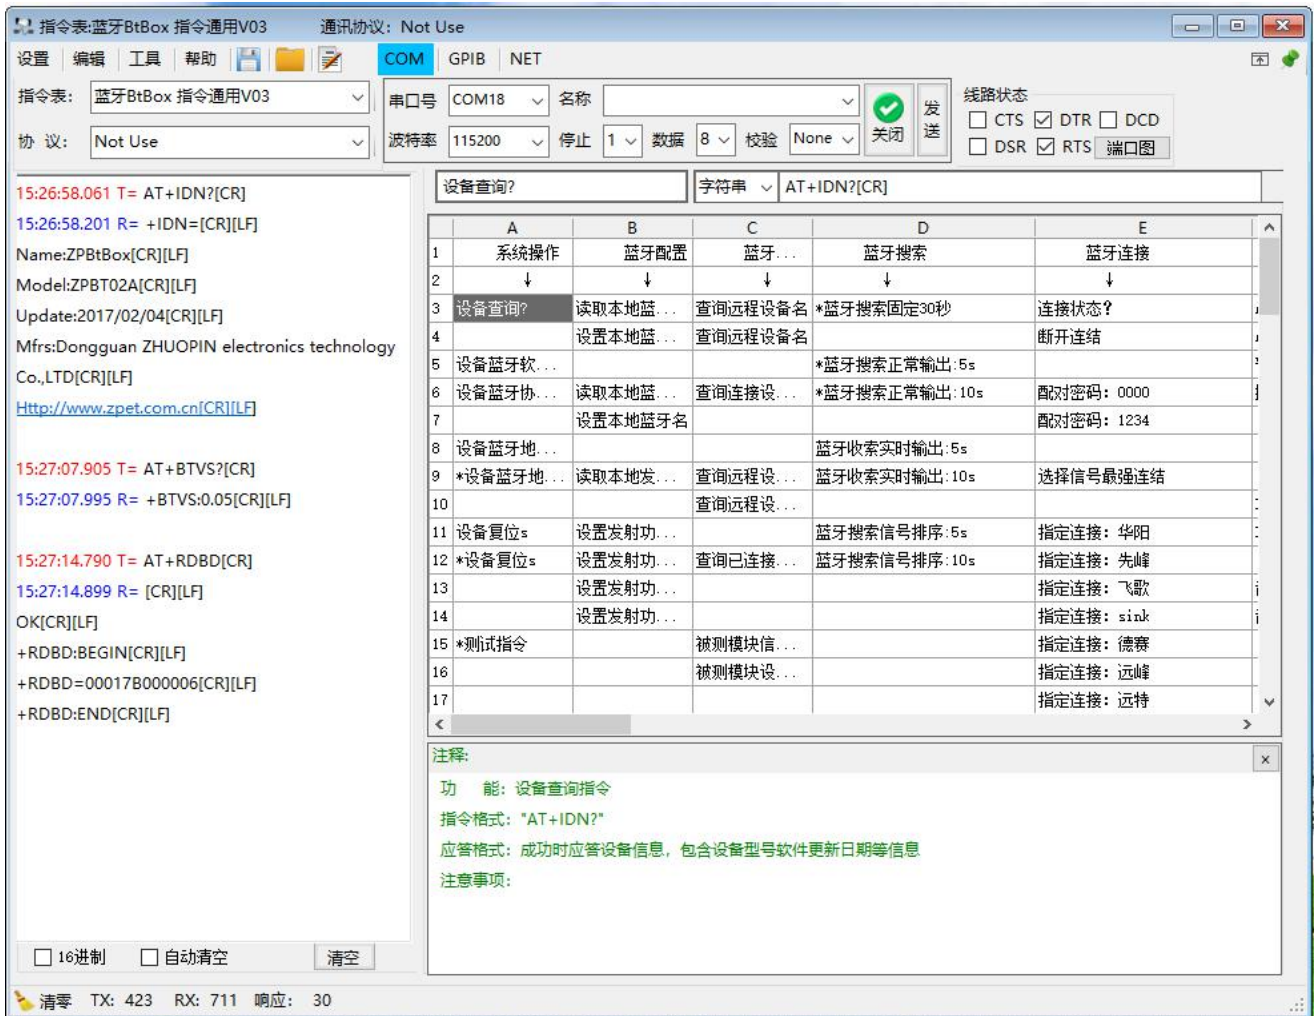 指令表:蓝牙BtBox 指令通用V03 通讯协议: Not Use
设置 编辑 工具 帮助 COM GPIB NET
指令表: 蓝牙BtBox 指令通用V03 串口号 COM18 名称 关闭 发送 线路状态
CTS DTR DCD
协 议: Not Use 波特率 115200 停止 1 数据 8 校验 None
DSR RTS 端口图
设置查询? 字符串 AT+IDN?[CR]
15:26:58.061 T= AT+IDN?[CR]
15:26:58.201 R= +IDN=[CR][LF]
Name:ZPBtBox[CR][LF]
Model:ZPBT02A[CR][LF]
Update:2017/02/04[CR][LF]
Mfrs:Dongguan ZHUOPIN electronics technology
Co.,LTD[CR][LF]
Http://www.zpet.com.cn[CR][LF]
15:27:07.905 T= AT+BTVS?[CR]
15:27:07.995 R= +BTVS:0.05[CR][LF]
15:27:14.790 T= AT+RDBD[CR]
15:27:14.899 R= [CR][LF]
OK[CR][LF]
+RDBD:BEGIN[CR][LF]
+RDBD=00017B000006[CR][LF]
+RDBD:END[CR][LF]
A B C D E
1 系统操作 蓝牙配置 蓝牙... 蓝牙搜索 蓝牙连接
2 ↓ ↓ ↓ ↓ ↓
3 设备查询? 读取本地蓝... 查询远程设备名 *蓝牙搜索固定30秒 连接状态?
4 设置本地蓝... 查询远程设备名 断开连结
5 设备蓝牙软... *蓝牙搜索正常输出:5s
6 设备蓝牙协... 读取本地蓝... 查询连接设... *蓝牙搜索正常输出:10s 配对密码: 0000
7 设置本地蓝牙名 配对密码: 1234
8 设备蓝牙地... 蓝牙收索实时输出:5s
9 *设备蓝牙地... 读取本地发... 查询远程设... 蓝牙收索实时输出:10s 选择信号最强连结
10 查询远程设...
11 设备复位s 设置发射功... 蓝牙搜索信号排序:5s 指定连接: 华阳
12 *设备复位s 设置发射功... 查询已连接... 蓝牙搜索信号排序:10s 指定连接: 先峰
13 设置发射功... 指定连接: 飞歌
14 设置发射功... 指定连接: sink
15 *测试指令 被测模块信... 指定连接: 德赛
16 被测模块设... 指定连接: 远峰
17 指定连接: 远特
注释:
功 能: 设备查询指令
指令格式: "AT+IDN?"
应答格式: 成功时应答设备信息, 包含设备型号软件更新日期等信息
注意事项:
16进制 自动清空 清空
清零 TX: 423 RX: 711 响应: 30